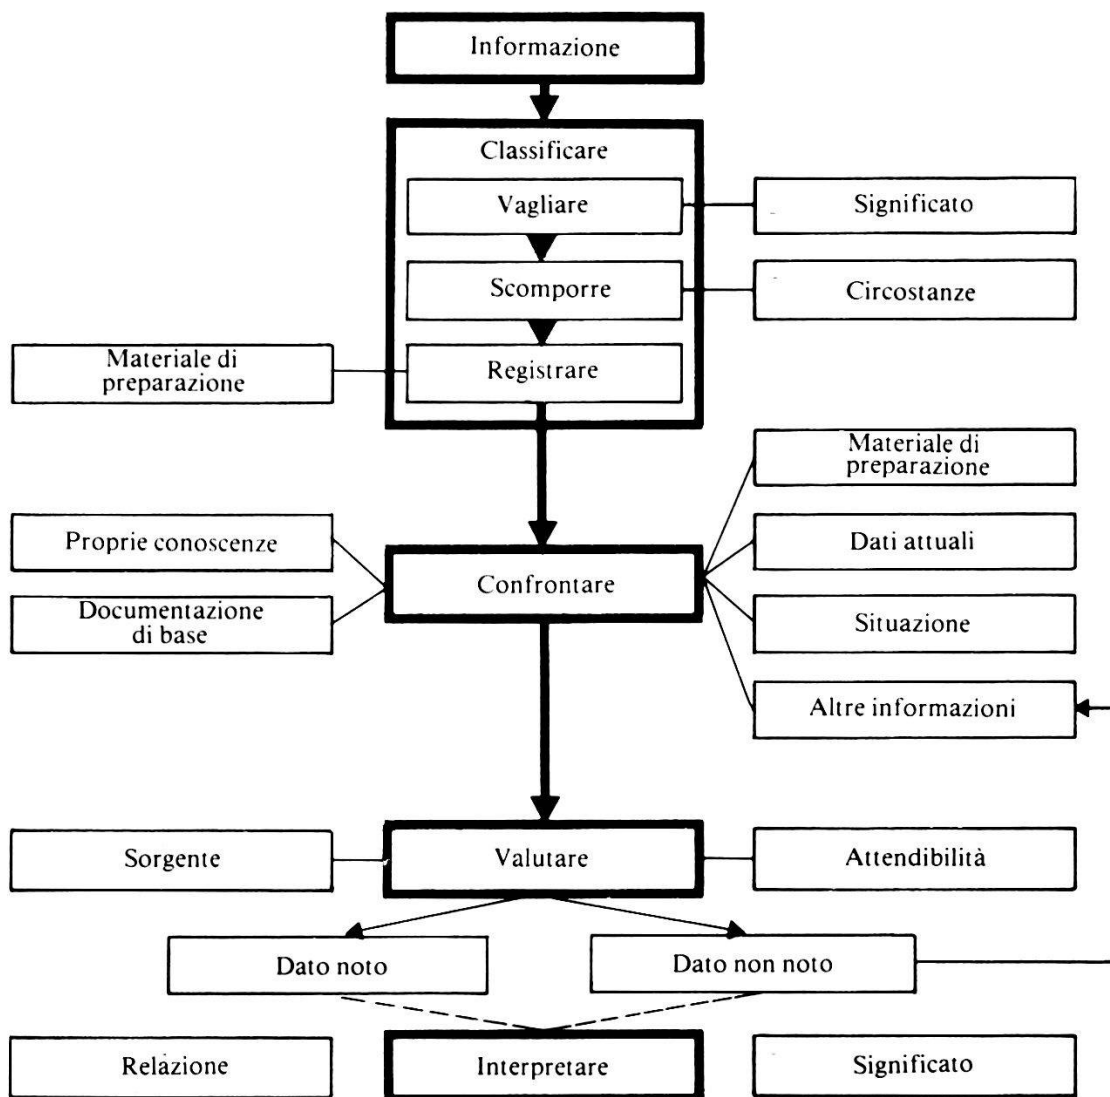 Informazione
Classificare
Vagliare
Significato
Scomporre
Circostanze
Materiale di
preparazione
Registrare
Materiale di
preparazione
Proprie conoscenze
Dati attuali
Confrontare
Documentazione
di base
Situazione
Altre informazioni
Sorgente
Valutare
Attendibilità
Dato noto
Dato non noto
Relazione
Interpretare
Significato